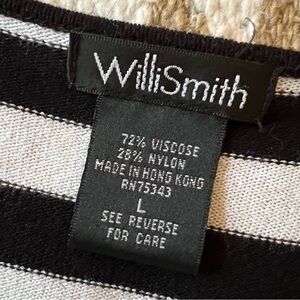 WilliSmith
72% VISCOSE
28% NYLON
MADE IN HONG KONG
RN75343
L
SEE REVERSE
FOR CARE